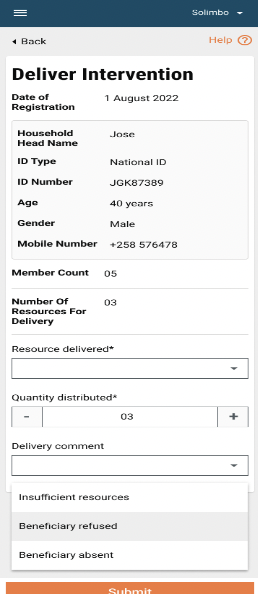 Solimbo
Back
Help
Deliver Intervention
Date of Registration 1 August 2022
Household Head Name Jose
ID Type National ID
ID Number JGK87389
Age 40 years
Gender Male
Mobile Number +258 576478
Member Count 05
Number Of Resources For Delivery 03
Resource delivered*
Quantity distributed*
- 03 +
Delivery comment
Insufficient resources
Beneficiary refused
Beneficiary absent
Submit